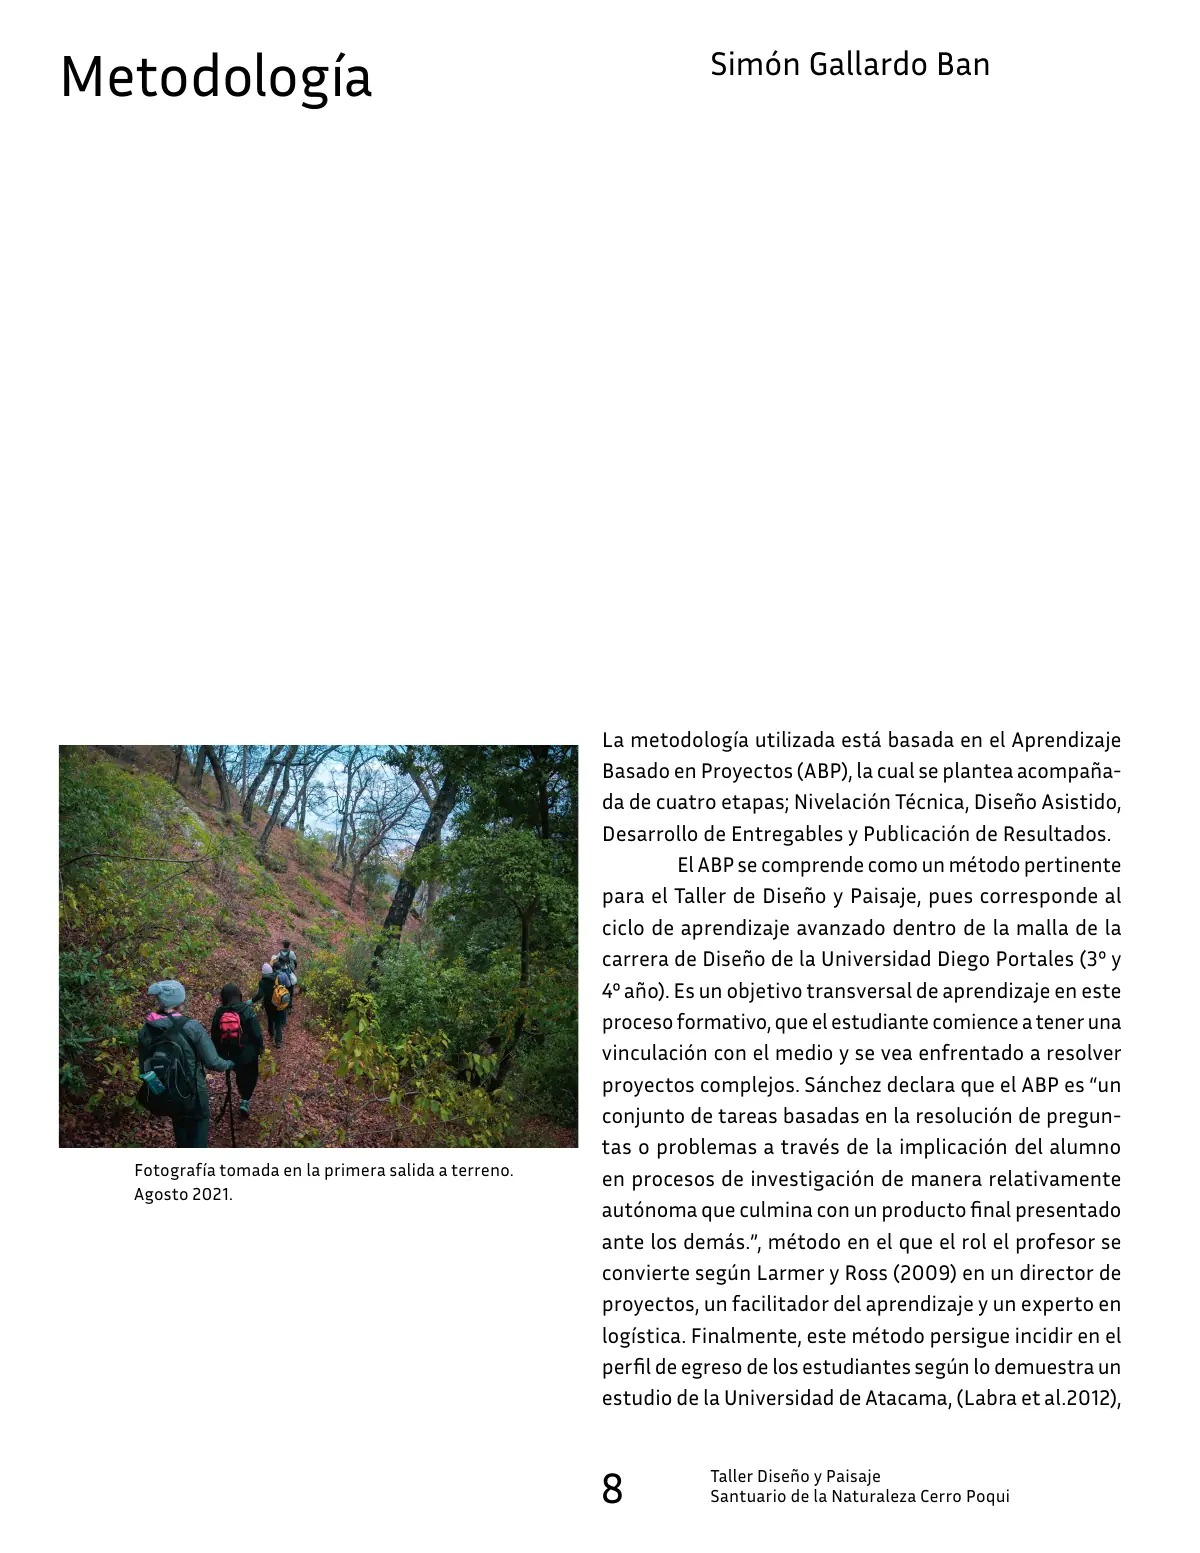 Metodología
Simón Gallardo Ban
La metodología utilizada está basada en el Aprendizaje
Basado en Proyectos (ABP), la cual se plantea acompaña-
da de cuatro etapas; Nivelación Técnica, Diseño Asistido,
Desarrollo de Entregables y Publicación de Resultados.
El ABP se comprende como un método pertinente
para el Taller de Diseño y Paisaje, pues corresponde al
ciclo de aprendizaje avanzado dentro de la malla de la
carrera de Diseño de la Universidad Diego Portales (3º y
4º año). Es un objetivo transversal de aprendizaje en este
proceso formativo, que el estudiante comience a tener una
vinculación con el medio y se vea enfrentado a resolver
proyectos complejos. Sánchez declara que el ABP es “un
conjunto de tareas basadas en la resolución de pregun-
tas o problemas a través de la implicación del alumno
en procesos de investigación de manera relativamente
autónoma que culmina con un producto final presentado
ante los demás.”, método en el que el rol el profesor se
convierte según Larmer y Ross (2009) en un director de
proyectos, un facilitador del aprendizaje y un experto en
logística. Finalmente, este método persigue incidir en el
perfil de egreso de los estudiantes según lo demuestra un
estudio de la Universidad de Atacama, (Labra et al.2012),
Fotografía tomada en la primera salida a terreno.
Agosto 2021.
8
Taller Diseño y Paisaje
Santuario de la Naturaleza Cerro Poqui